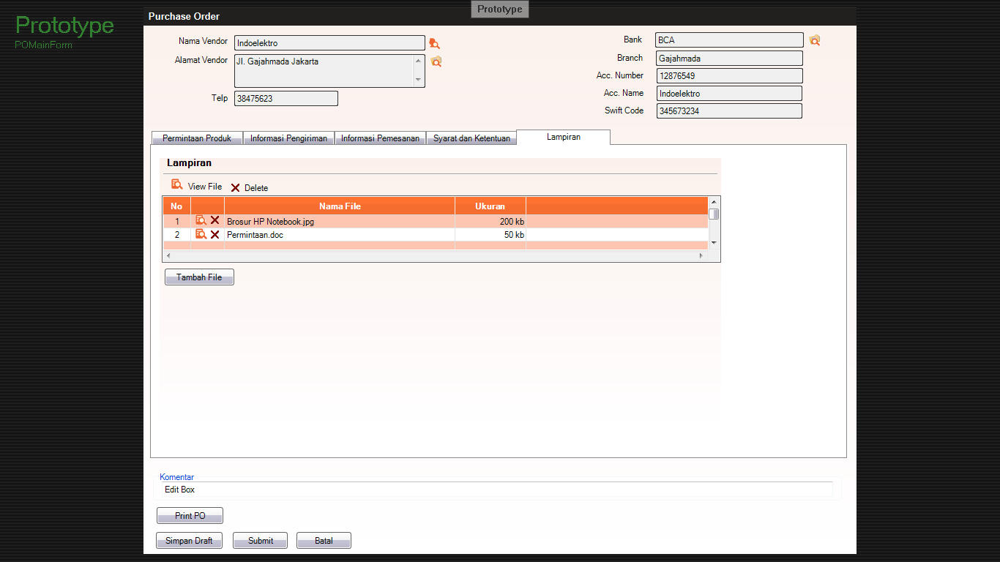 Prototype
Prototype
POMainForm
Purchase Order
Nama Vendor Indoelektro
Alamat Vendor Jl. Gajahmada Jakarta
Telp 38475623
Bank BCA
Branch Gajahmada
Acc. Number 12876549
Acc. Name Indoelektro
Swift Code 345673234
Permintaan Produk Informasi Pengiriman Informasi Pemesanan Syarat dan Ketentuan Lampiran
Lampiran
View File Delete
No Nama File Ukuran
1 Brosur HP Notebook.jpg 200 kb
2 Permintaan.doc 50 kb
Tambah File
Komentar
Edit Box
Print PO
Simpan Draft Submit Batal